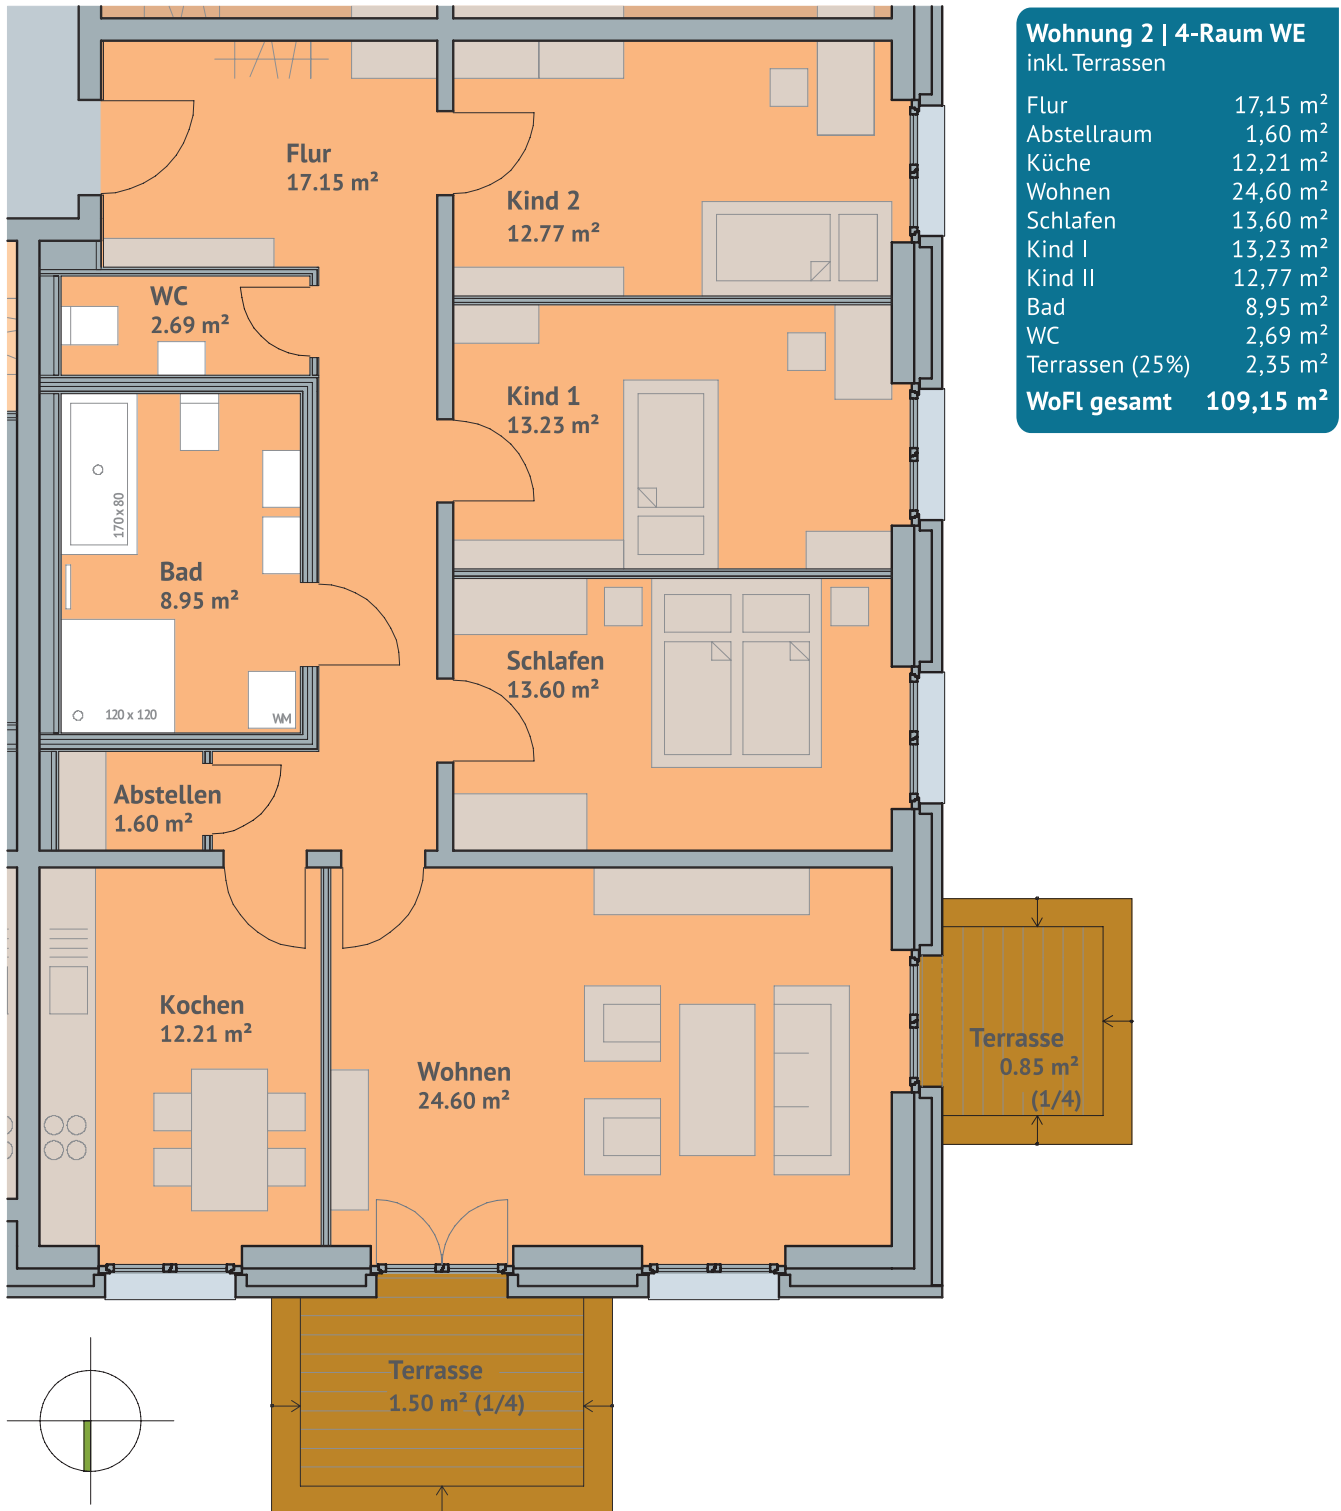 Wohnung 2 | 4-Raum WE
inkl. Terrassen
Flur 17,15 m²
Abstellraum 1,60 m²
Küche 12,21 m²
Wohnen 24,60 m²
Schlafen 13,60 m²
Kind I 13,23 m²
Kind II 12,77 m²
Bad 8,95 m²
WC 2,69 m²
Terrassen (25%) 2,35 m²
WoFl gesamt 109,15 m²
Flur
17.15 m²
Kind 2
12.77 m²
WC
2.69 m²
Kind 1
13.23 m²
170 x 80
Bad
8.95 m²
Schlafen
13.60 m²
120 x 120
WM
Abstellen
1.60 m²
Kochen
12.21 m²
Wohnen
24.60 m²
Terrasse
0.85 m²
(1/4)
Terrasse
1.50 m² (1/4)